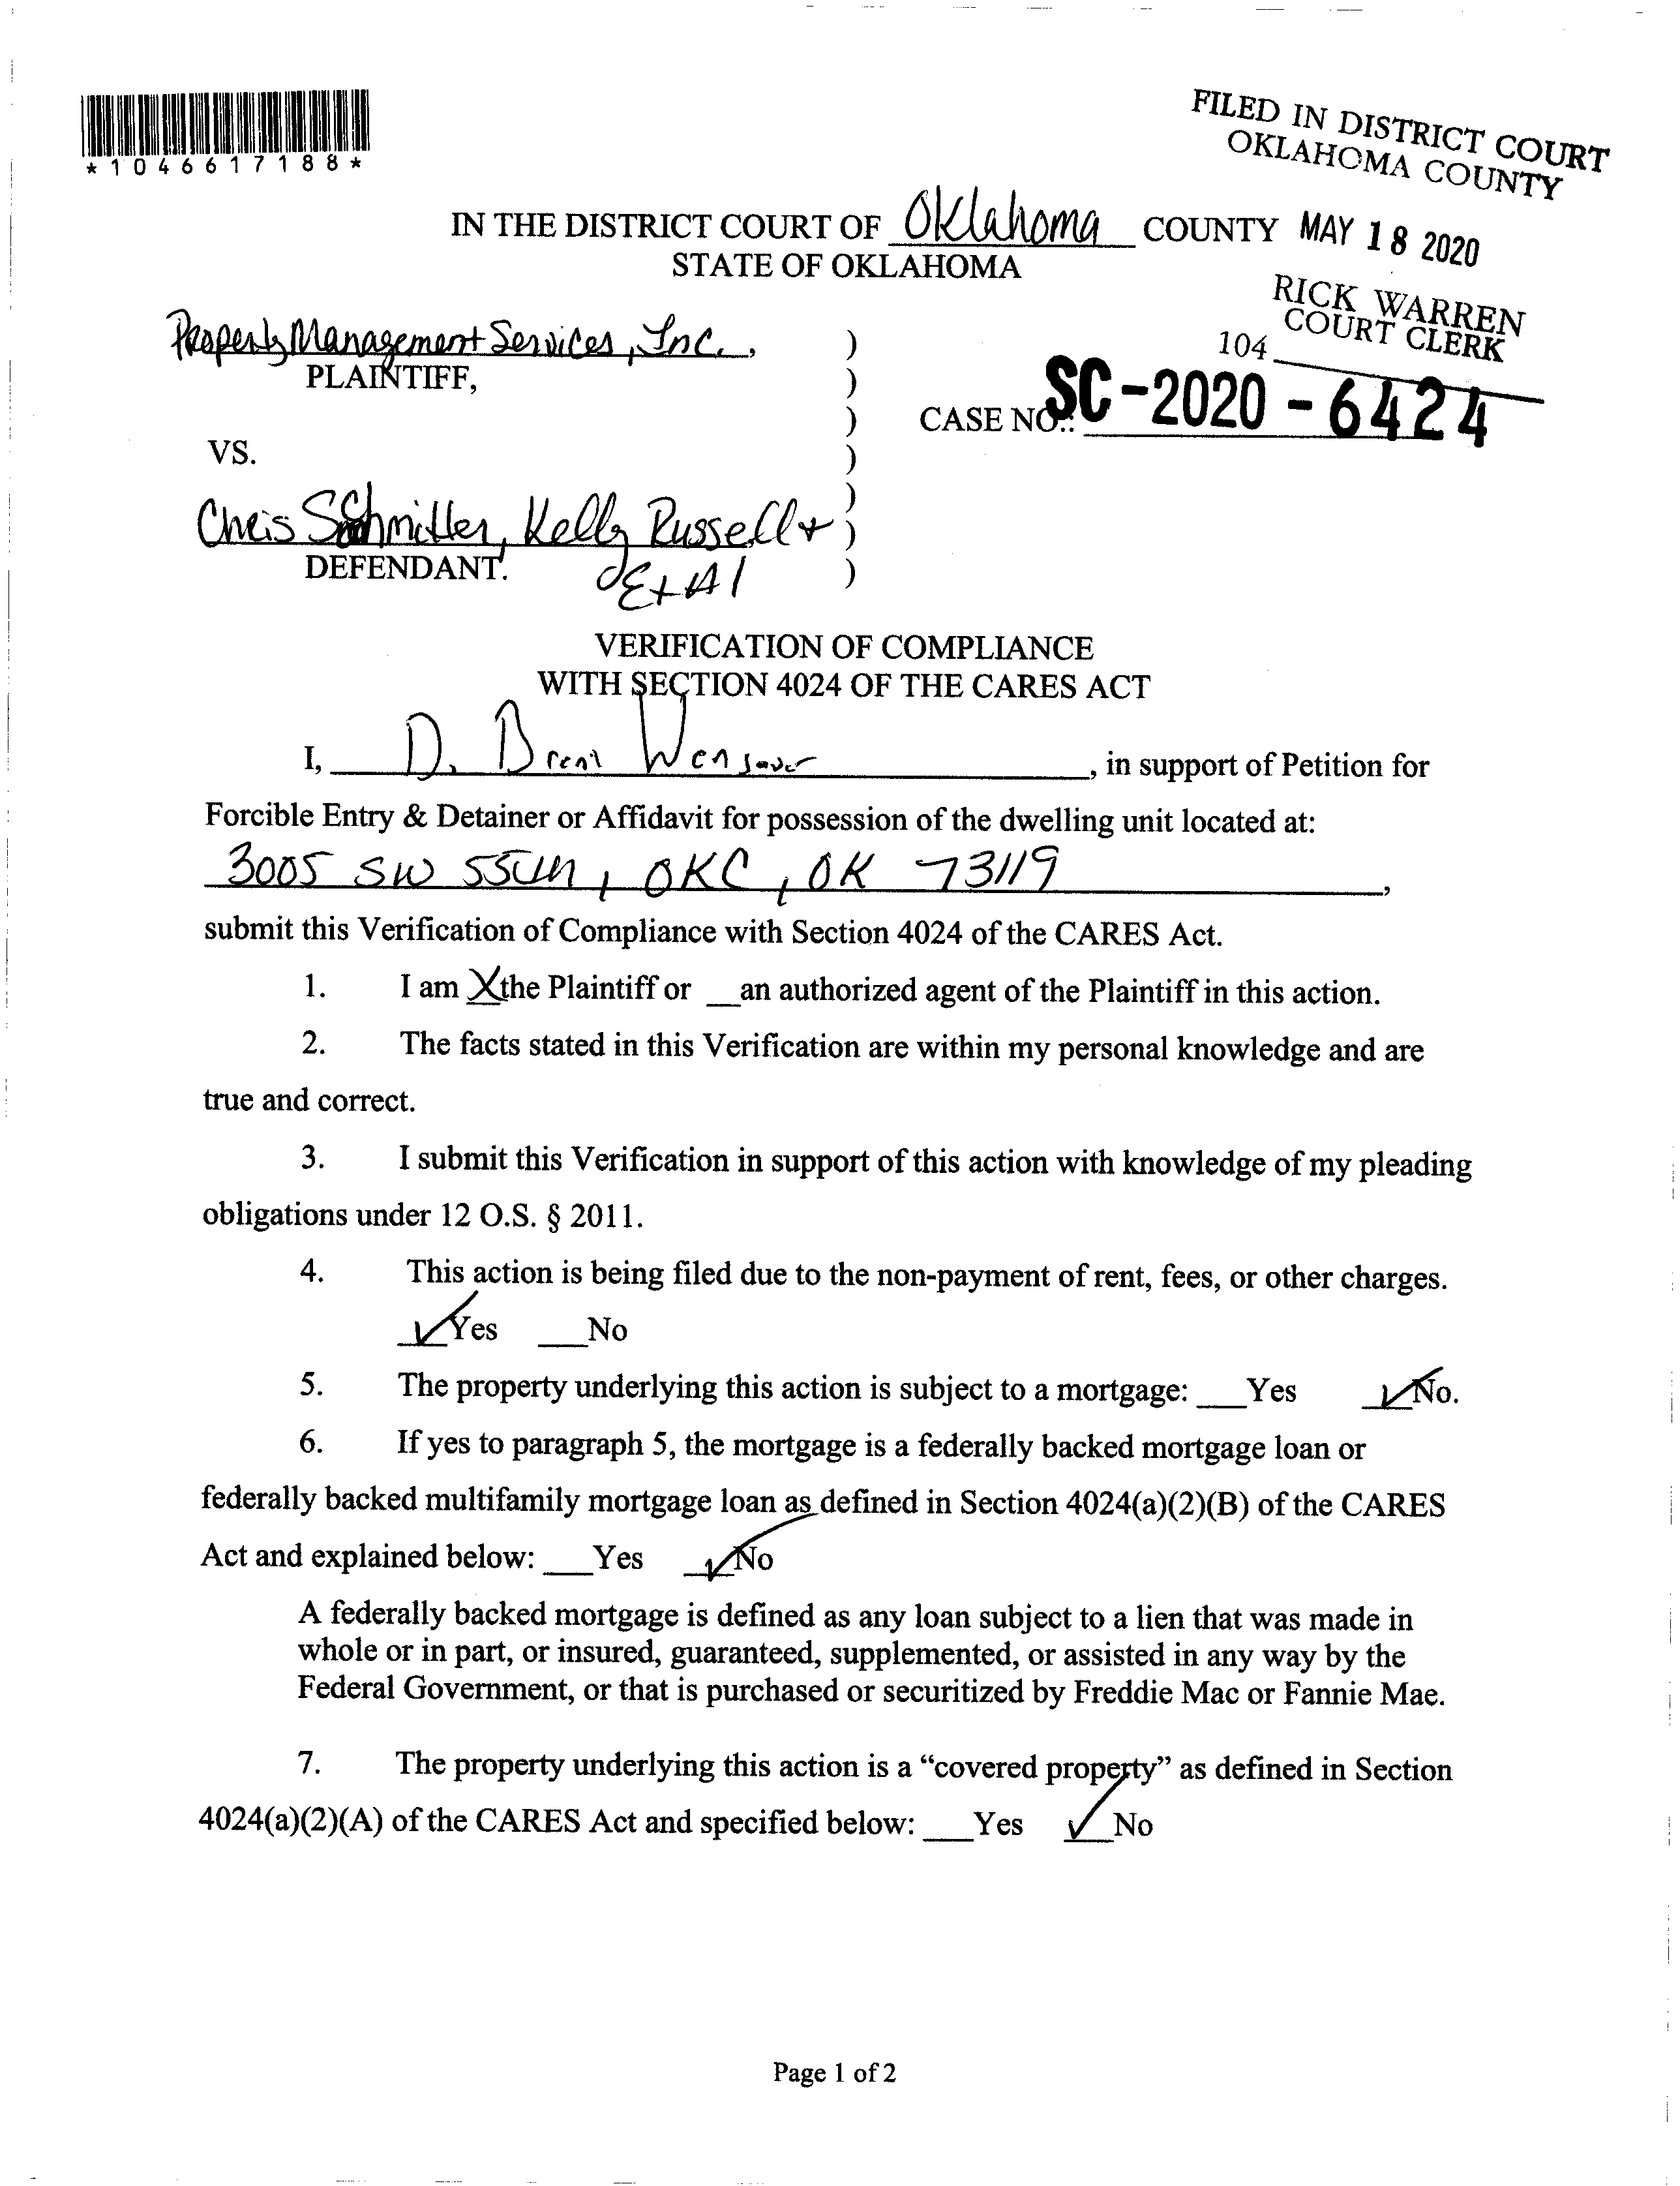 *1046617188*
FILED IN DISTRICT COURT
OKLAHOMA COUNTY
IN THE DISTRICT COURT OF Oklahoma COUNTY MAY 18 2020
STATE OF OKLAHOMA
RICK WARREN
COURT CLERK
104
Property Management Services, Inc.,
PLAINTIFF,
CASE NO.: SC-2020-6424
VS.
Chris Schmitter, Kelly Russell +
DEFENDANT.
Et Al
)
)
)
)
)
)
)
VERIFICATION OF COMPLIANCE
WITH SECTION 4024 OF THE CARES ACT
I, D. Brent, in support of Petition for
Forcible Entry & Detainer or Affidavit for possession of the dwelling unit located at:
3005 SW, OKC, OK 73119,
submit this Verification of Compliance with Section 4024 of the CARES Act.
1. I am X the Plaintiff or __an authorized agent of the Plaintiff in this action.
2. The facts stated in this Verification are within my personal knowledge and are
true and correct.
3. I submit this Verification in support of this action with knowledge of my pleading
obligations under 12 O.S. § 2011.
4. This action is being filed due to the non-payment of rent, fees, or other charges.
✓Yes ___No
5. The property underlying this action is subject to a mortgage: ___Yes ✓No.
6. If yes to paragraph 5, the mortgage is a federally backed mortgage loan or
federally backed multifamily mortgage loan as defined in Section 4024(a)(2)(B) of the CARES
Act and explained below: ___Yes ✓No
A federally backed mortgage is defined as any loan subject to a lien that was made in
whole or in part, or insured, guaranteed, supplemented, or assisted in any way by the
Federal Government, or that is purchased or securitized by Freddie Mac or Fannie Mae.
7. The property underlying this action is a “covered property” as defined in Section
4024(a)(2)(A) of the CARES Act and specified below: ___Yes ✓No
Page 1 of 2